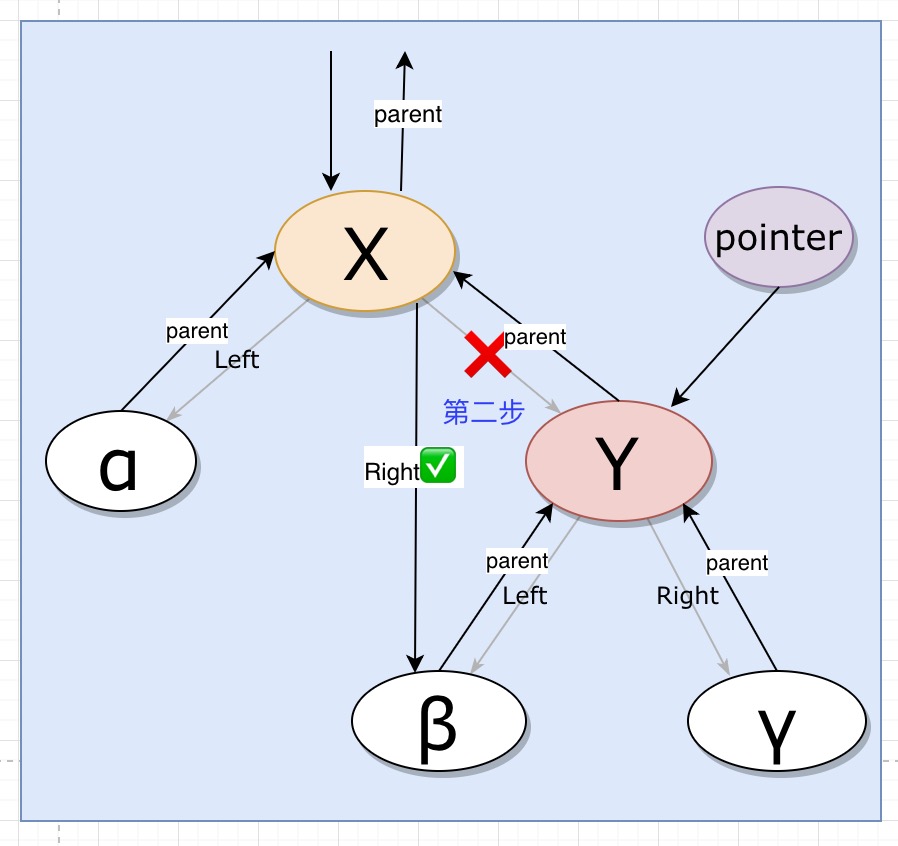 parent
X
pointer
parent
parent
Left
第二步
α
Y
Right✅
parent
parent
Left
Right
β
γ